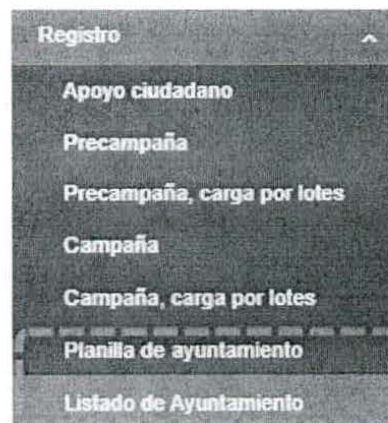 Registro
Apoyo ciudadano
Precampaña
Precampaña, carga por lotes
Campaña
Campaña, carga por lotes
Planilla de ayuntamiento
Listado de Ayuntamiento